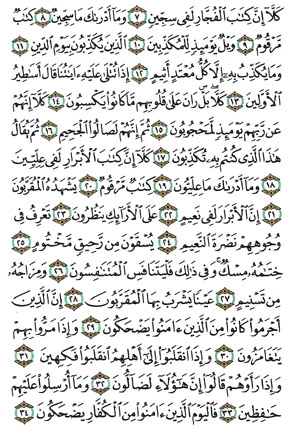 كَلَّا إِنَّ كِتَٰبَ ٱلْفُجَّارِ لَفِى سِجِّينٍ ٧ وَمَآ أَدْرَىٰكَ مَا سِجِّينٌ ٨ كِتَٰبٌ
مَّرْقُومٌ ٩ وَيْلٌ يَوْمَئِذٍ لِّلْمُكَذِّبِينَ ١٠ ٱلَّذِينَ يُكَذِّبُونَ بِيَوْمِ ٱلدِّينِ ١١
وَمَا يُكَذِّبُ بِهِۦٓ إِلَّا كُلُّ مُعْتَدٍ أَثِيمٍ ١٢ إِذَا تُتْلَىٰ عَلَيْهِ ءَايَٰتُنَا قَالَ أَسَٰطِيرُ
ٱلْأَوَّلِينَ ١٣ كَلَّا ۖ بَلْ ۜ رَانَ عَلَىٰ قُلُوبِهِم مَّا كَانُوا۟ يَكْسِبُونَ ١٤ كَلَّآ إِنَّهُمْ
عَن رَّبِّهِمْ يَوْمَئِذٍ لَّمَحْجُوبُونَ ١٥ ثُمَّ إِنَّهُمْ لَصَالُوا۟ ٱلْجَحِيمِ ١٦ ثُمَّ يُقَالُ
هَٰذَا ٱلَّذِى كُنتُم بِهِۦ تُكَذِّبُونَ ١٧ كَلَّآ إِنَّ كِتَٰبَ ٱلْأَبْرَارِ لَفِى عِلِّيِّينَ
١٨ وَمَآ أَدْرَىٰكَ مَا عِلِّيُّونَ ١٩ كِتَٰبٌ مَّرْقُومٌ ٢٠ يَشْهَدُهُ ٱلْمُقَرَّبُونَ
٢١ إِنَّ ٱلْأَبْرَارَ لَفِى نَعِيمٍ ٢٢ عَلَى ٱلْأَرَآئِكِ يَنظُرُونَ ٢٣ تَعْرِفُ فِى
وُجُوهِهِمْ نَضْرَةَ ٱلنَّعِيمِ ٢٤ يُسْقَوْنَ مِن رَّحِيقٍ مَّخْتُومٍ ٢٥
خِتَٰمُهُۥ مِسْكٌ ۚ وَفِى ذَٰلِكَ فَلْيَتَنَافَسِ ٱلْمُتَنَٰفِسُونَ ٢٦ وَمِزَاجُهُۥ
مِن تَسْنِيمٍ ٢٧ عَيْنًا يَشْرَبُ بِهَا ٱلْمُقَرَّبُونَ ٢٨ إِنَّ ٱلَّذِينَ
أَجْرَمُوا۟ كَانُوا۟ مِنَ ٱلَّذِينَ ءَامَنُوا۟ يَضْحَكُونَ ٢٩ وَإِذَا مَرُّوا۟ بِهِمْ
يَتَغَامَزُونَ ٣٠ وَإِذَا ٱنقَلَبُوٓا۟ إِلَىٰٓ أَهْلِهِمُ ٱنقَلَبُوا۟ فَكِهِينَ ٣١
وَإِذَا رَأَوْهُمْ قَالُوٓا۟ إِنَّ هَٰٓؤُلَآءِ لَضَآلُّونَ ٣٢ وَمَآ أُرْسِلُوا۟ عَلَيْهِمْ
حَٰفِظِينَ ٣٣ فَٱلْيَوْمَ ٱلَّذِينَ ءَامَنُوا۟ مِنَ ٱلْكُفَّارِ يَضْحَكُونَ ٣٤